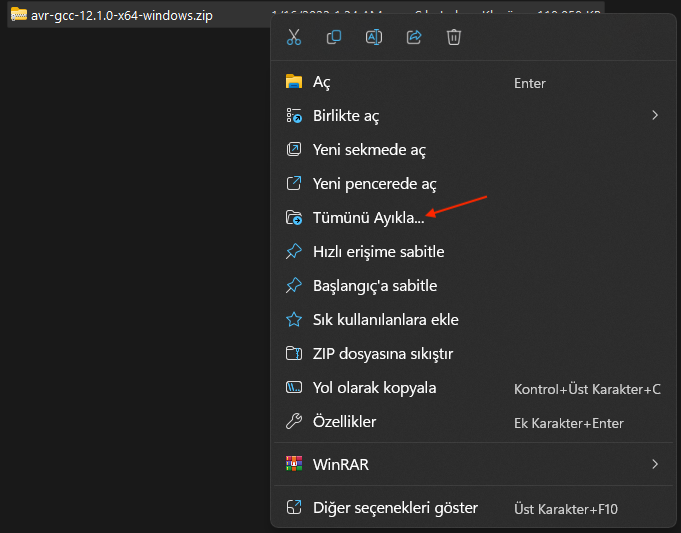 avr-gcc-12.1.0-x64-windows.zip
Aç Enter
Birlikte aç
Yeni sekmede aç
Yeni pencerede aç
Tümünü Ayıkla...
Hızlı erişime sabitle
Başlangıç'a sabitle
Sık kullanılanlara ekle
ZIP dosyasına sıkıştır
Yol olarak kopyala Kontrol+Üst Karakter+C
Özellikler Ek Karakter+Enter
WinRAR
Diğer seçenekleri göster Üst Karakter+F10